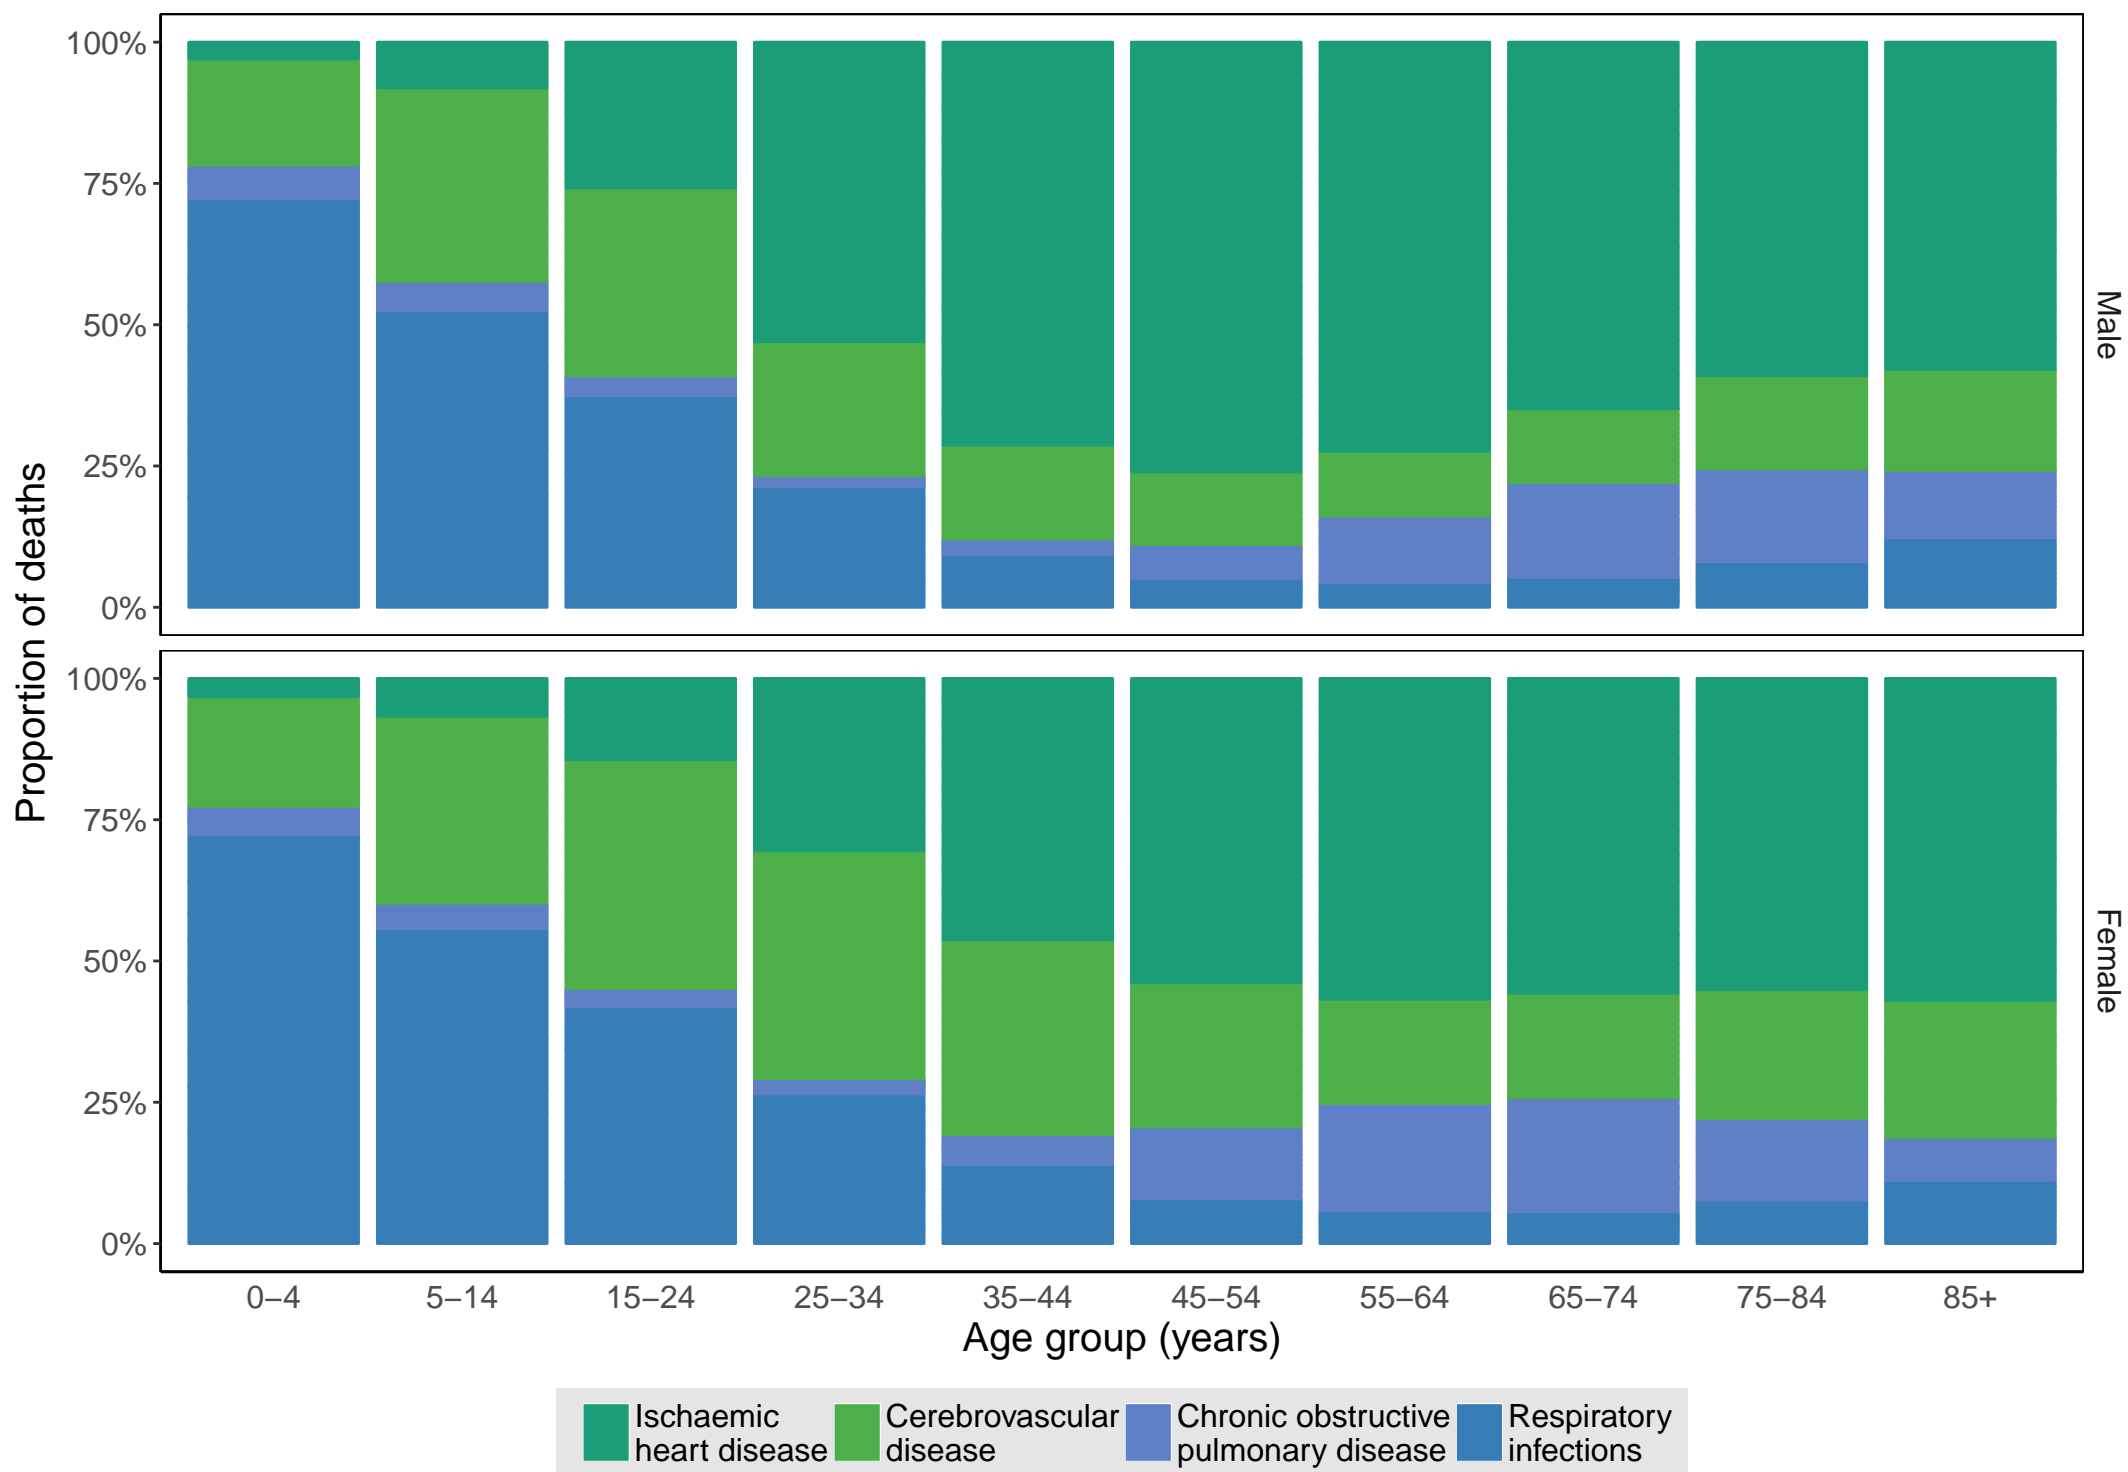 100%
75%
50%
25%
0%
Male
100%
75%
50%
25%
0%
Female
Proportion of deaths
0–4 5–14 15–24 25–34 35–44 45–54 55–64 65–74 75–84 85+
Age group (years)
Ischaemic
heart disease
Cerebrovascular
disease
Chronic obstructive
pulmonary disease
Respiratory
infections